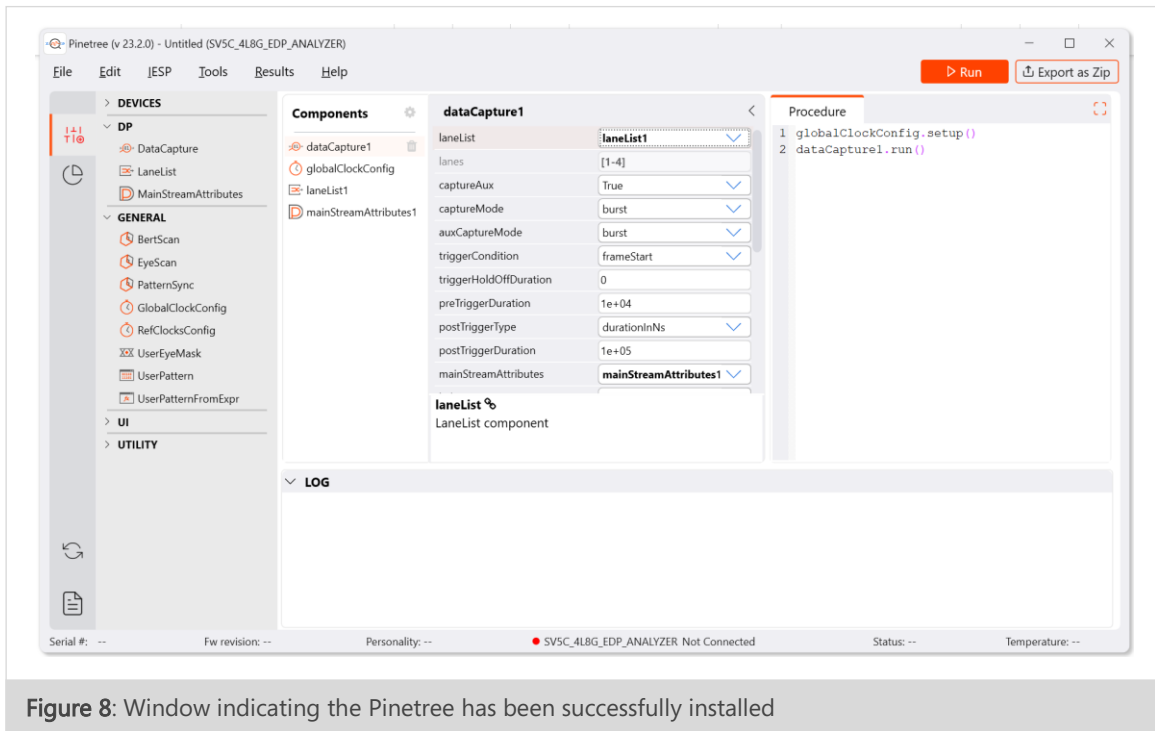 Pinetree (v 23.2.0) - Untitled (SV5C_4L8G_EDP_ANALYZER)
File Edit IESP Tools Results Help
Run
Export as Zip
DEVICES
DP
DataCapture
LaneList
MainStreamAttributes
GENERAL
BertScan
EyeScan
PatternSync
GlobalClockConfig
RefClocksConfig
UserEyeMask
UserPattern
UserPatternFromExpr
UI
UTILITY
Components
dataCapture1
globalClockConfig
laneList1
mainStreamAttributes1
dataCapture1
laneList laneList1
lanes [1-4]
captureAux True
captureMode burst
auxCaptureMode burst
triggerCondition frameStart
triggerHoldOffDuration 0
preTriggerDuration 1e+04
postTriggerType durationInNs
postTriggerDuration 1e+05
mainStreamAttributes mainStreamAttributes1
laneList
LaneList component
Procedure
1 globalClockConfig.setup()
2 dataCapture1.run()
LOG
Serial #: -- Fw revision: -- Personality: -- SV5C_4L8G_EDP_ANALYZER Not Connected Status: -- Temperature: --
Figure 8: Window indicating the Pinetree has been successfully installed